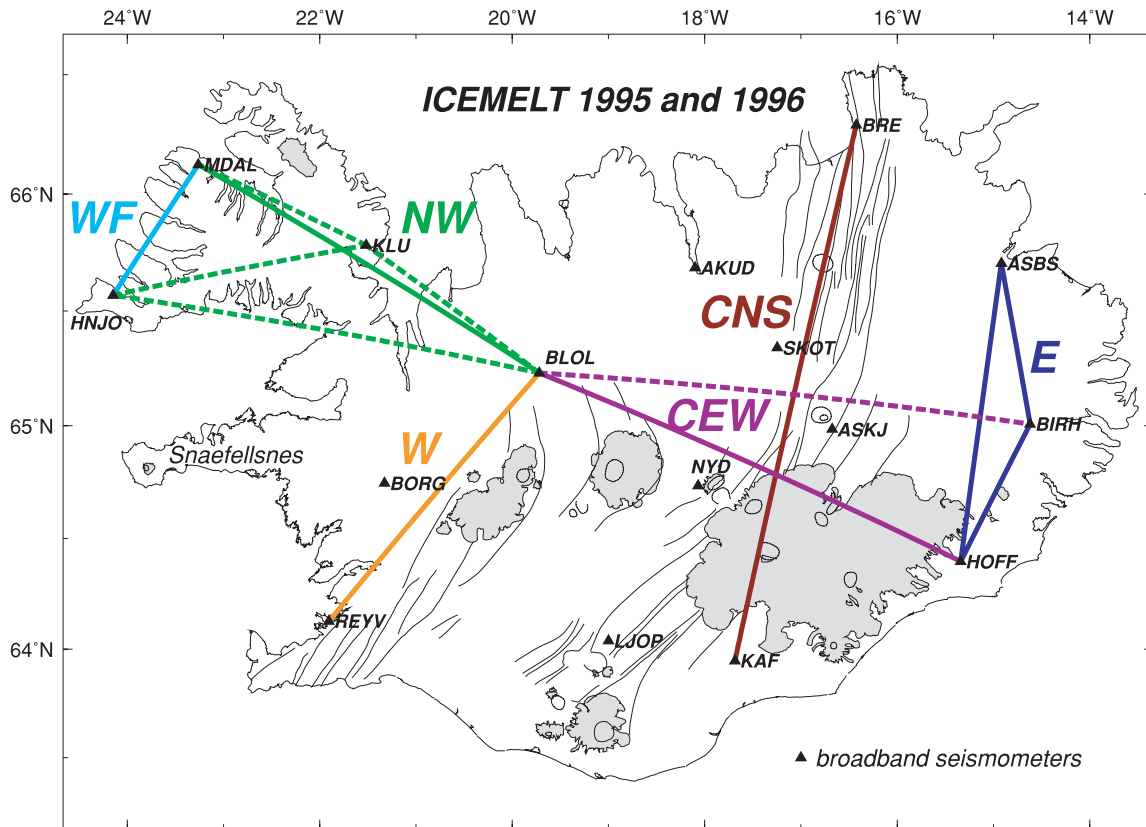 24°W 22°W 20°W 18°W 16°W 14°W
ICEMELT 1995 and 1996
BRE
MDAL
66°N
WF
NW
KLU
AKUD
ASBS
HNJO
CNS
SKOT
E
BLOL
CEW
65°N
W
ASKJ
BIRH
Snaefellsnes
NYD
BORG
HOFF
REYV
LJOP
64°N
KAF
broadband seismometers